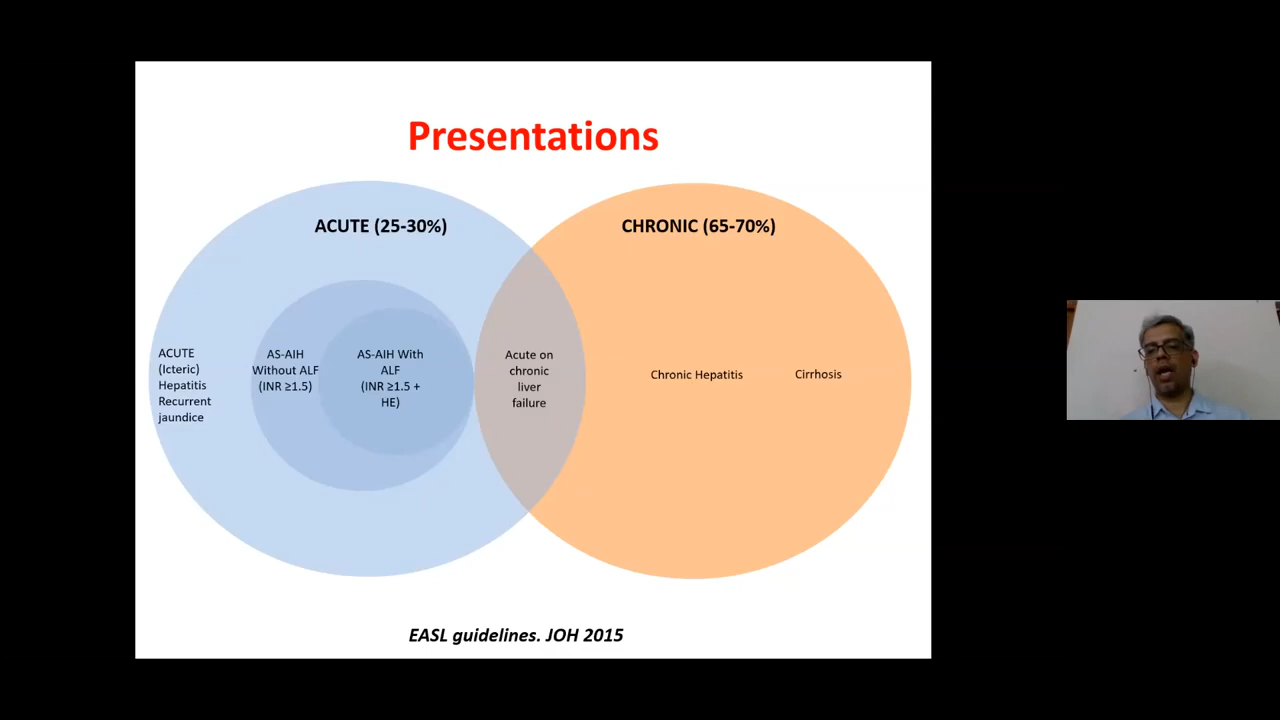 Presentations
ACUTE (25-30%)
CHRONIC (65-70%)
ACUTE
(Icteric)
Hepatitis
Recurrent
jaundice
AS-AIH
Without ALF
(INR ≥1.5)
AS-AIH With
ALF
(INR ≥1.5 +
HE)
Acute on
chronic
liver
failure
Chronic Hepatitis
Cirrhosis
EASL guidelines. JOH 2015